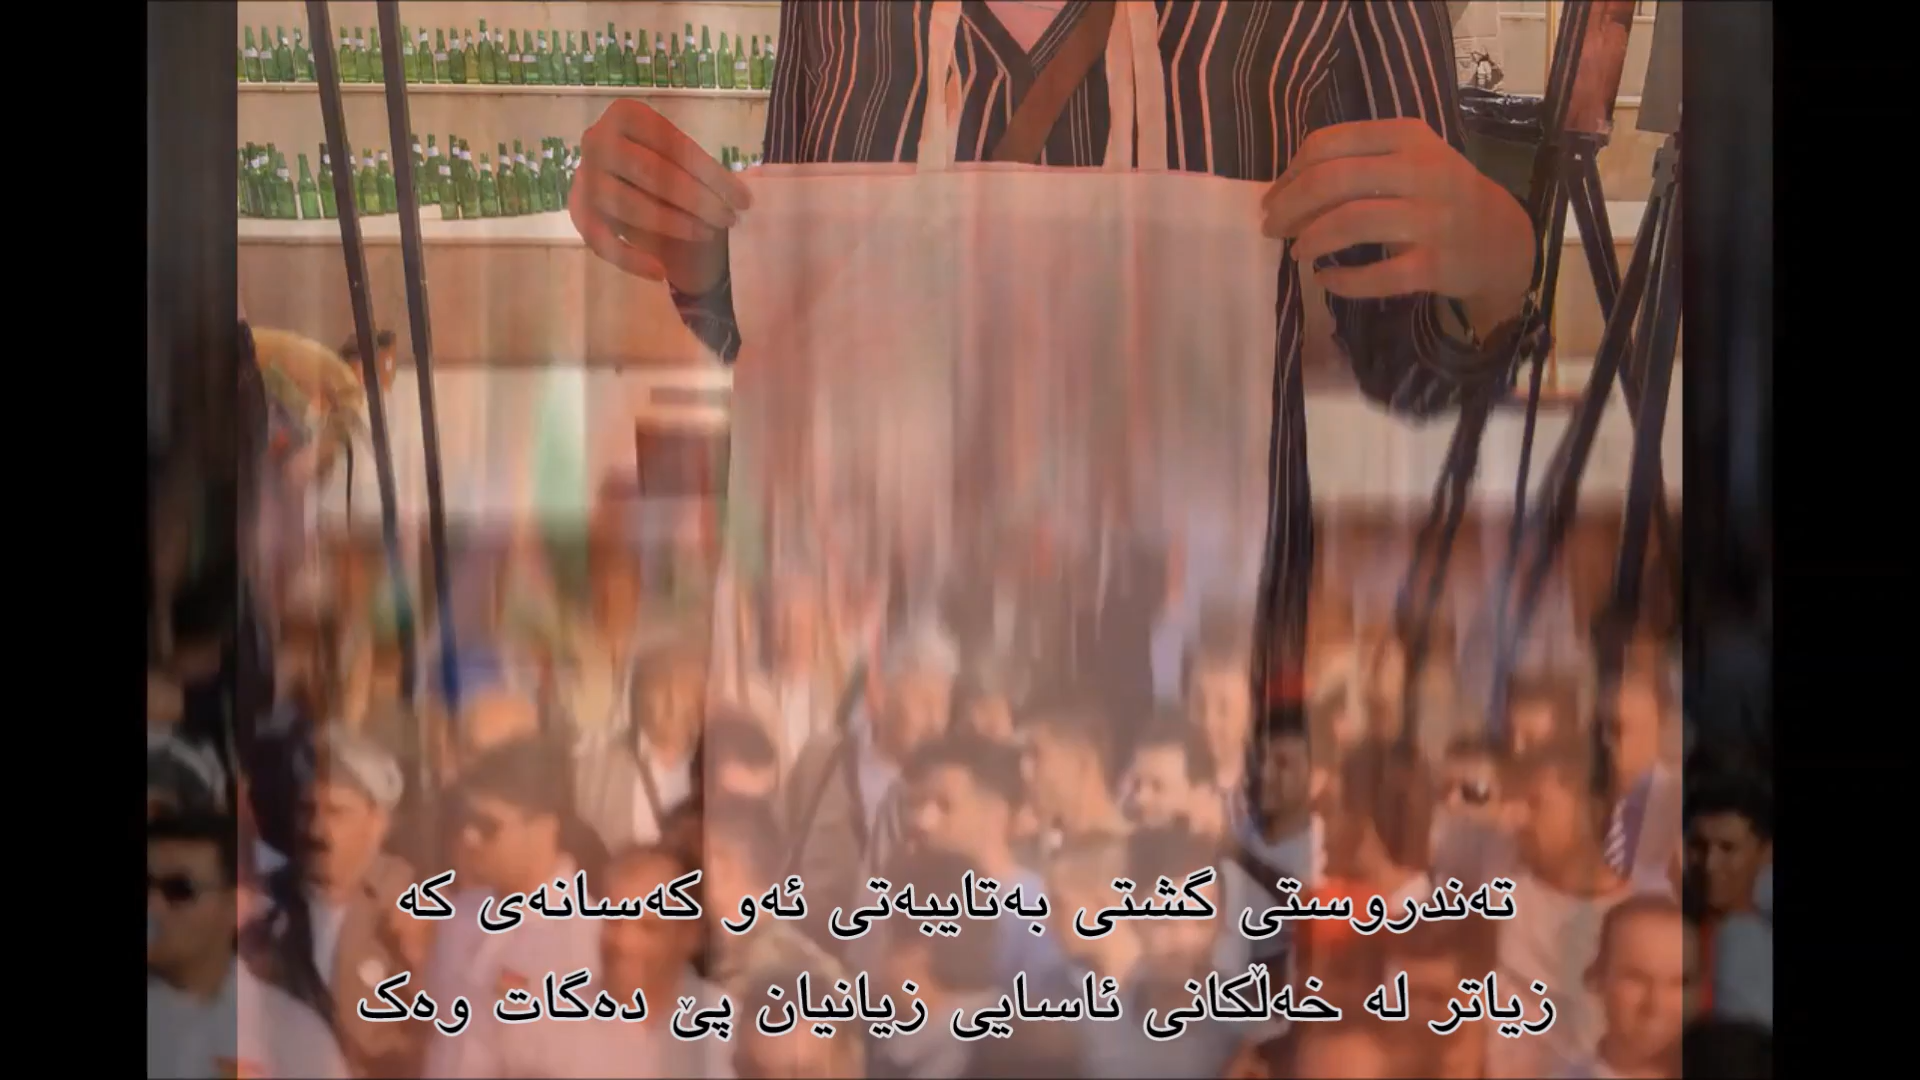 تەندروستی گشتی بەتایبەتی ئەو کەسانەی کە
زیاتر لە خەڵکانی ئاسایی زیانیان پێ دەگات وەک